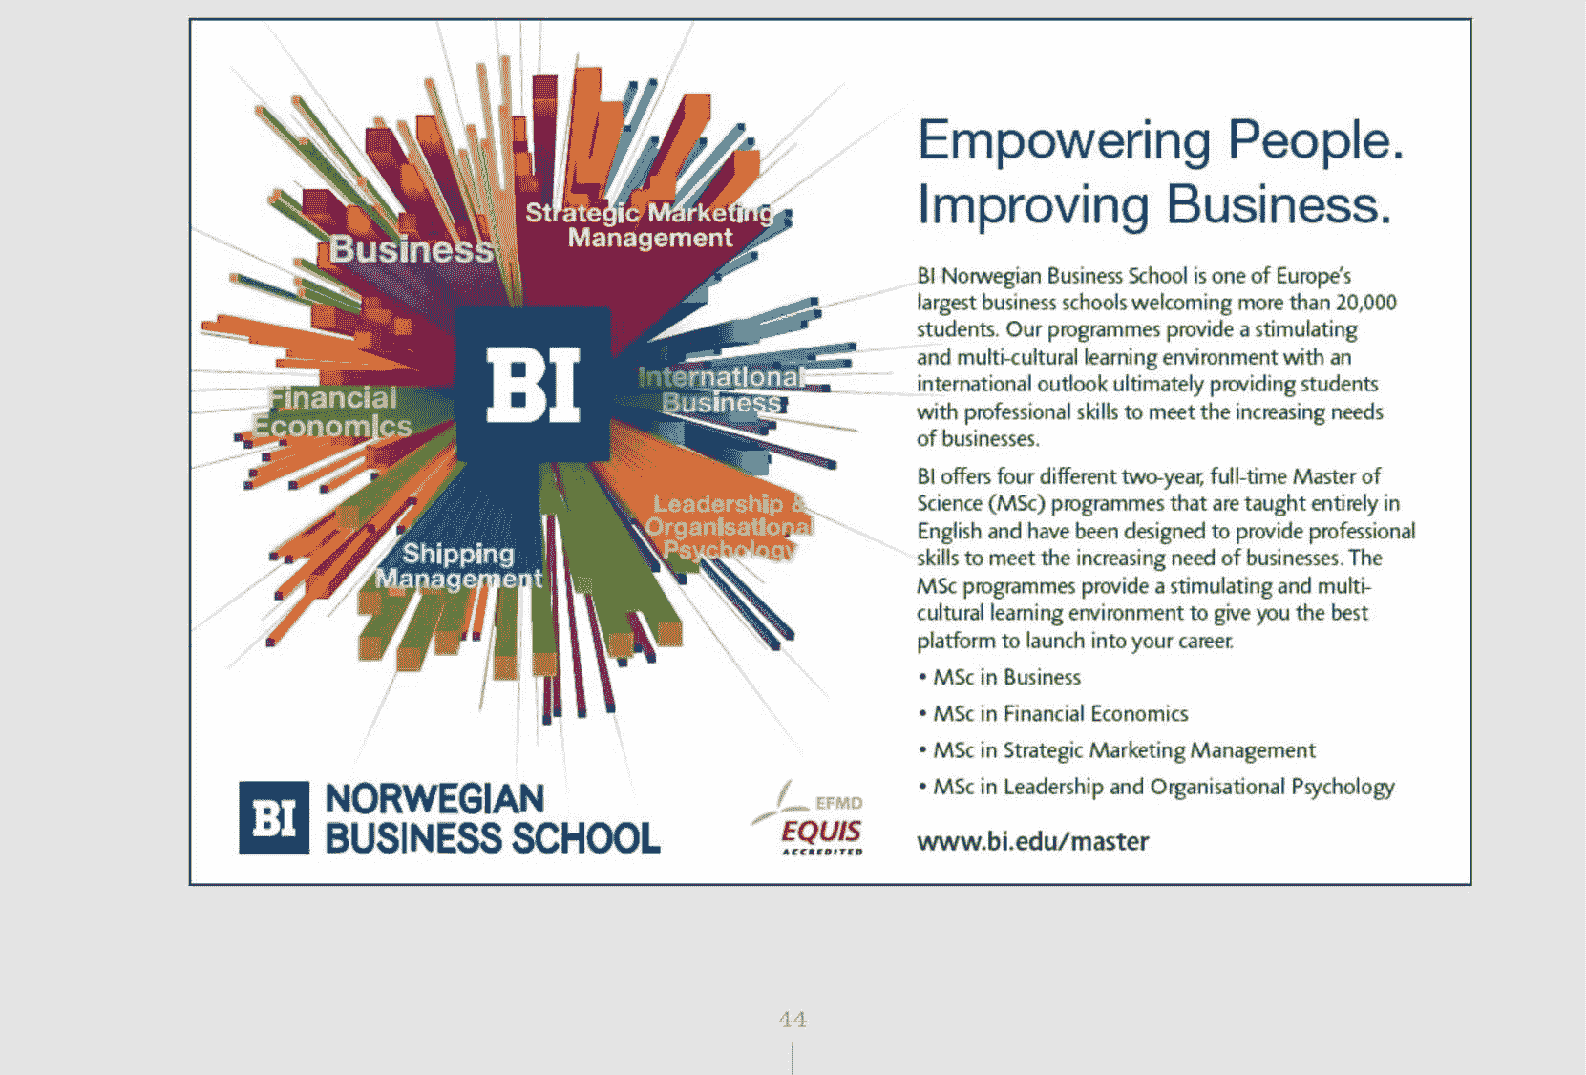 Empowering People.
Improving Business.
BI Norwegian Business School is one of Europe's
largest business schools welcoming more than 20,000
students. Our programmes provide a stimulating
and multi-cultural learning environment with an
international outlook ultimately providing students
with professional skills to meet the increasing needs
of businesses.
BI offers four different two-year, full-time Master of
Science (MSc) programmes that are taught entirely in
English and have been designed to provide professional
skills to meet the increasing need of businesses. The
MSc programmes provide a stimulating and multi-
cultural learning environment to give you the best
platform to launch into your career.
• MSc in Business
• MSc in Financial Economics
• MSc in Strategic Marketing Management
• MSc in Leadership and Organisational Psychology
www.bi.edu/master
Business
Strategic Marketing
Management
BI
International
Business
Financial
Economics
Leadership &
Organisational
Psychology
Shipping
Management
BI
NORWEGIAN
BUSINESS SCHOOL
EFMD
EQUIS
ACCREDITED
44